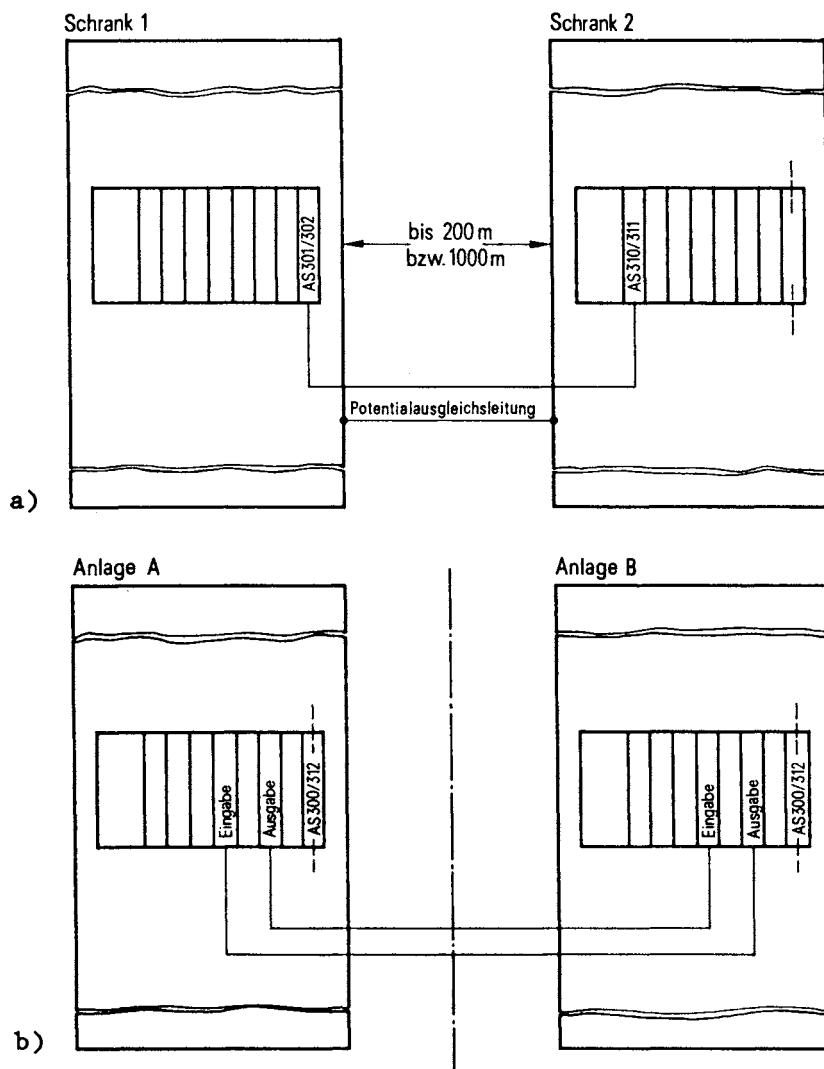 Schrank 1
Schrank 2
AS301/302
bis 200 m
bzw. 1000 m
AS310/311
Potentialausgleichsleitung
a)
Anlage A
Anlage B
Eingabe
Ausgabe
AS300/312
Eingabe
Ausgabe
AS300/312
b)